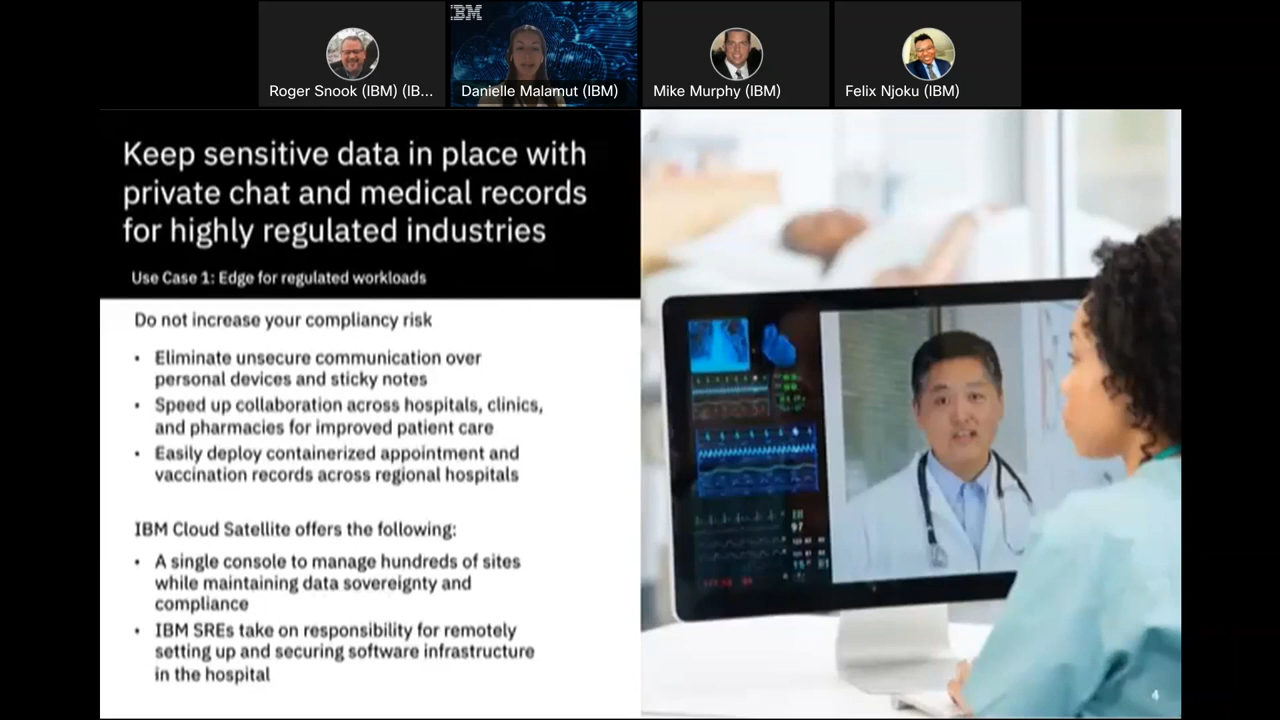 IBM
Roger Snook (IBM) (IB...
Danielle Malamut (IBM)
Mike Murphy (IBM)
Felix Njoku (IBM)
Keep sensitive data in place with
private chat and medical records
for highly regulated industries
Use Case 1: Edge for regulated workloads
Do not increase your compliancy risk
• Eliminate unsecure communication over
personal devices and sticky notes
• Speed up collaboration across hospitals, clinics,
and pharmacies for improved patient care
• Easily deploy containerized appointment and
vaccination records across regional hospitals
IBM Cloud Satellite offers the following:
• A single console to manage hundreds of sites
while maintaining data sovereignty and
compliance
• IBM SREs take on responsibility for remotely
setting up and securing software infrastructure
in the hospital
97
4